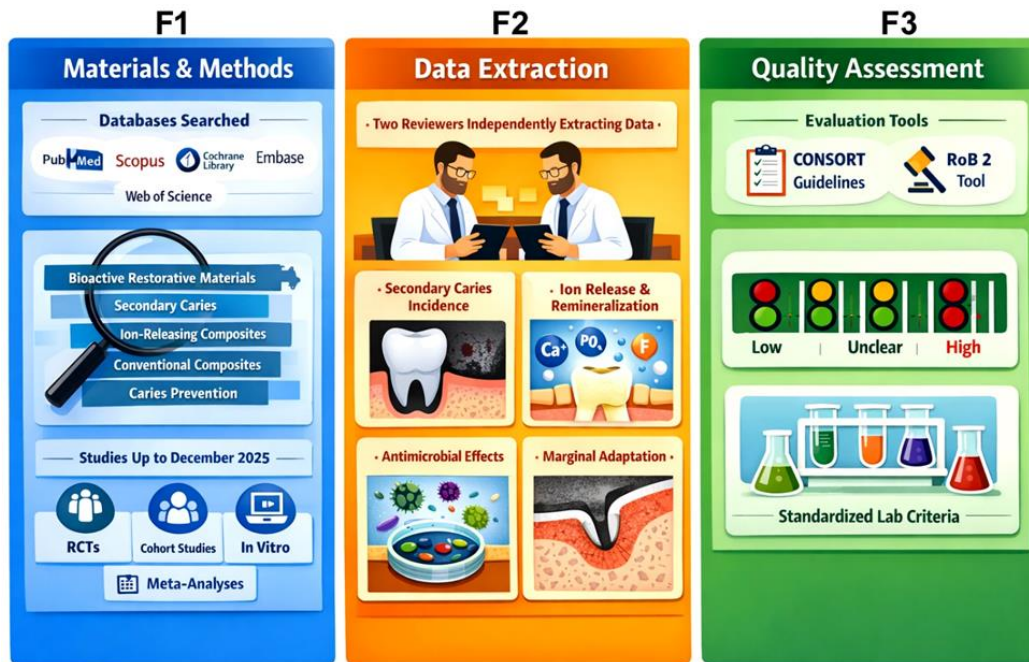 F1
F2
F3
Materials & Methods
Databases Searched
PubMed Scopus Cochrane Library Embase
Web of Science
Bioactive Restorative Materials
Secondary Caries
Ion-Releasing Composites
Conventional Composites
Caries Prevention
Studies Up to December 2025
RCTs
Cohort Studies
In Vitro
Meta-Analyses
Data Extraction
· Two Reviewers Independently Extracting Data ·
· Secondary Caries
Incidence
· Ion Release &
Remineralization
Ca⁺
PO₄
F
· Antimicrobial Effects
· Marginal Adaptation ·
Quality Assessment
Evaluation Tools
CONSORT
Guidelines
RoB 2
Tool
Low | Unclear | High
Standardized Lab Criteria